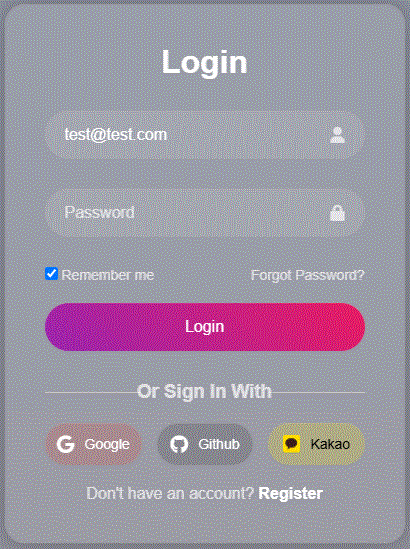 Login
test@test.com
Password
Remember me Forgot Password?
Login
Or Sign In With
Google Github Kakao
Don't have an account? Register